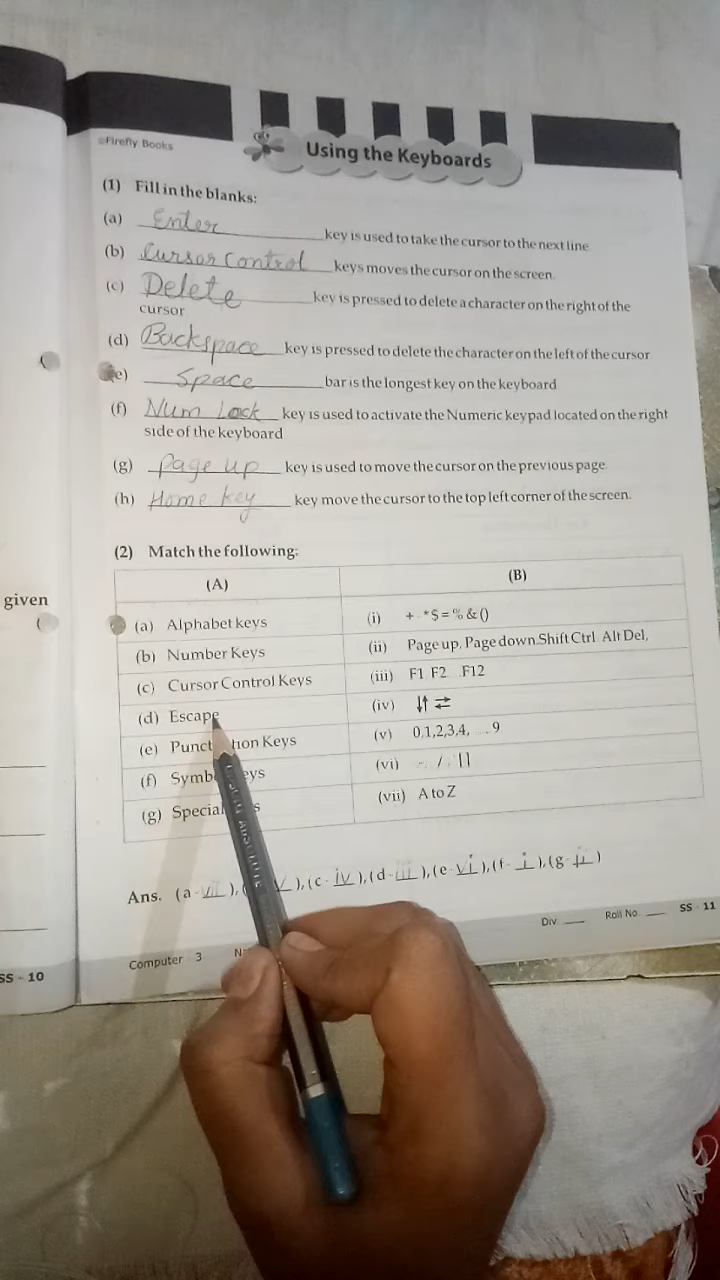 ©Firefly Books
Using the Keyboards
(1) Fill in the blanks:
(a) Enter key is used to take the cursor to the next line
(b) Cursor control keys moves the cursor on the screen.
(c) Delete key is pressed to delete a character on the right of the
cursor
(d) Backspace key is pressed to delete the character on the left of the cursor
(e) Space bar is the longest key on the keyboard
(f) Num Lock key is used to activate the Numeric keypad located on the right
side of the keyboard
(g) Page up key is used to move the cursor on the previous page
(h) Home key key move the cursor to the top left corner of the screen.
given
(2) Match the following:
(A) (B)
(a) Alphabet keys (i) + *$=%&()
(b) Number Keys (ii) Page up, Page down Shift Ctrl Alt Del,
(c) Cursor Control Keys (iii) F1 F2 F12
(d) Escape (iv) ↓↑ ⇄
(e) Punct tion Keys (v) 0,1,2,3,4, ..9
(f) Symb eys (vi)
(g) Special s (vii) A to Z
Ans. (a-vii), ( v), (c-iv), (d-iii), (e-vi), (f-i), (g-ii)
Div ___ Roll No. ___ SS - 11
Computer - 3
SS - 10